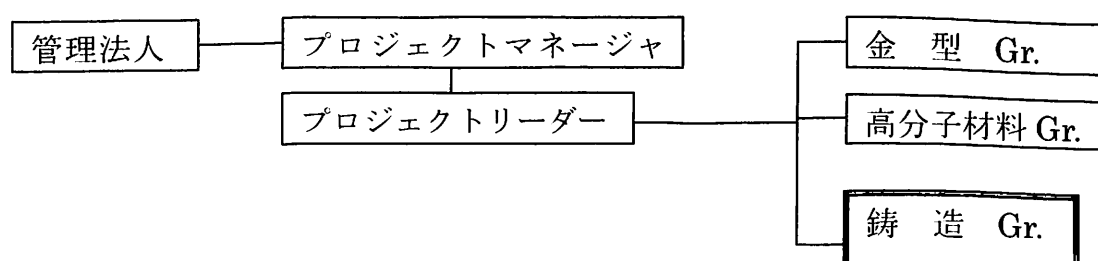 管理法人
プロジェクトマネージャ
プロジェクトリーダー
金 型 Gr.
高分子材料 Gr.
鋳 造 Gr.